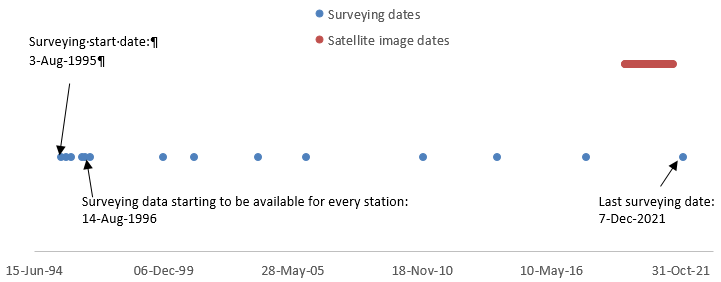 Surveying dates
Satellite image dates
Surveying·start·date:¶
3-Aug-1995¶
Surveying data starting to be available for every station:
14-Aug-1996
Last surveying date:
7-Dec-2021
15-Jun-94 06-Dec-99 28-May-05 18-Nov-10 10-May-16 31-Oct-21